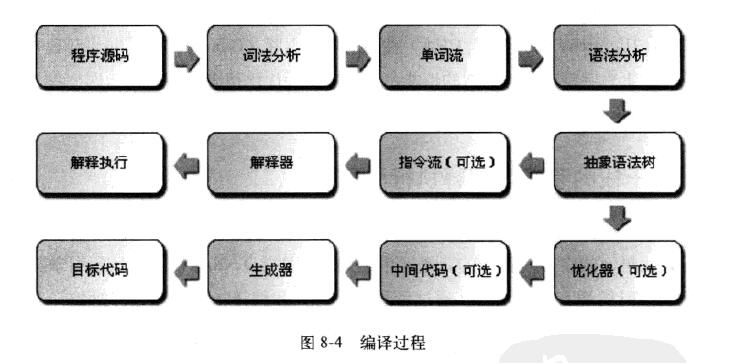 程序源码
词法分析
单词流
语法分析
解释执行
解释器
指令流（可选）
抽象语法树
目标代码
生成器
中间代码（可选）
优化器（可选）
图 8-4 编译过程